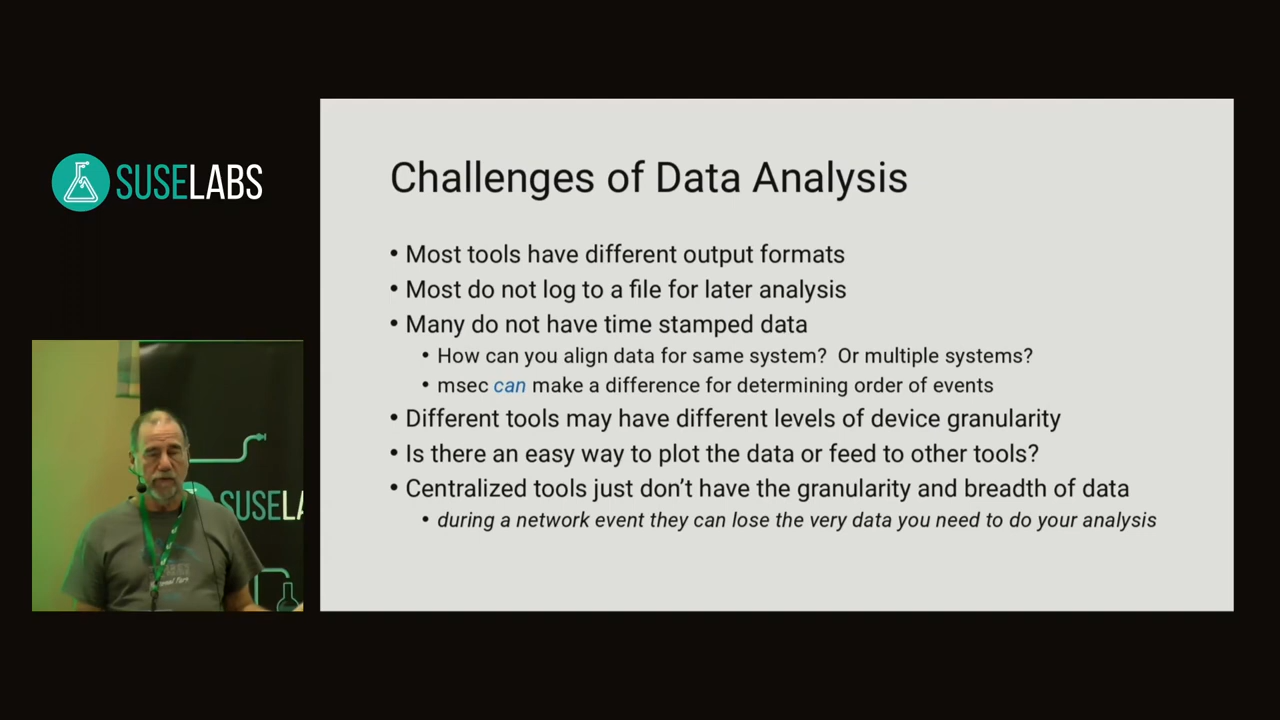 SUSELABS
Challenges of Data Analysis
• Most tools have different output formats
• Most do not log to a file for later analysis
• Many do not have time stamped data
• How can you align data for same system?  Or multiple systems?
• msec can make a difference for determining order of events
• Different tools may have different levels of device granularity
• Is there an easy way to plot the data or feed to other tools?
• Centralized tools just don’t have the granularity and breadth of data
• during a network event they can lose the very data you need to do your analysis
SUSELA